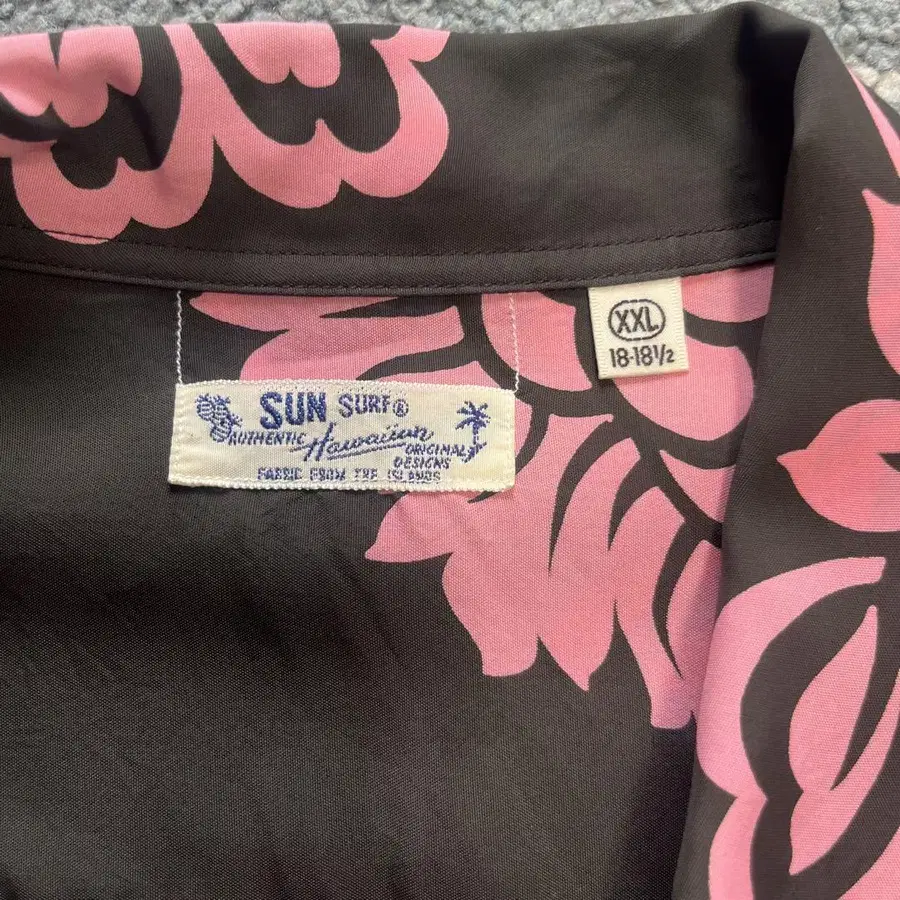 SUN SURF®
AUTHENTIC Hawaiian ORIGINAL
DESIGNS
FABRIC FROM THE ISLANDS
XXL
18-18½